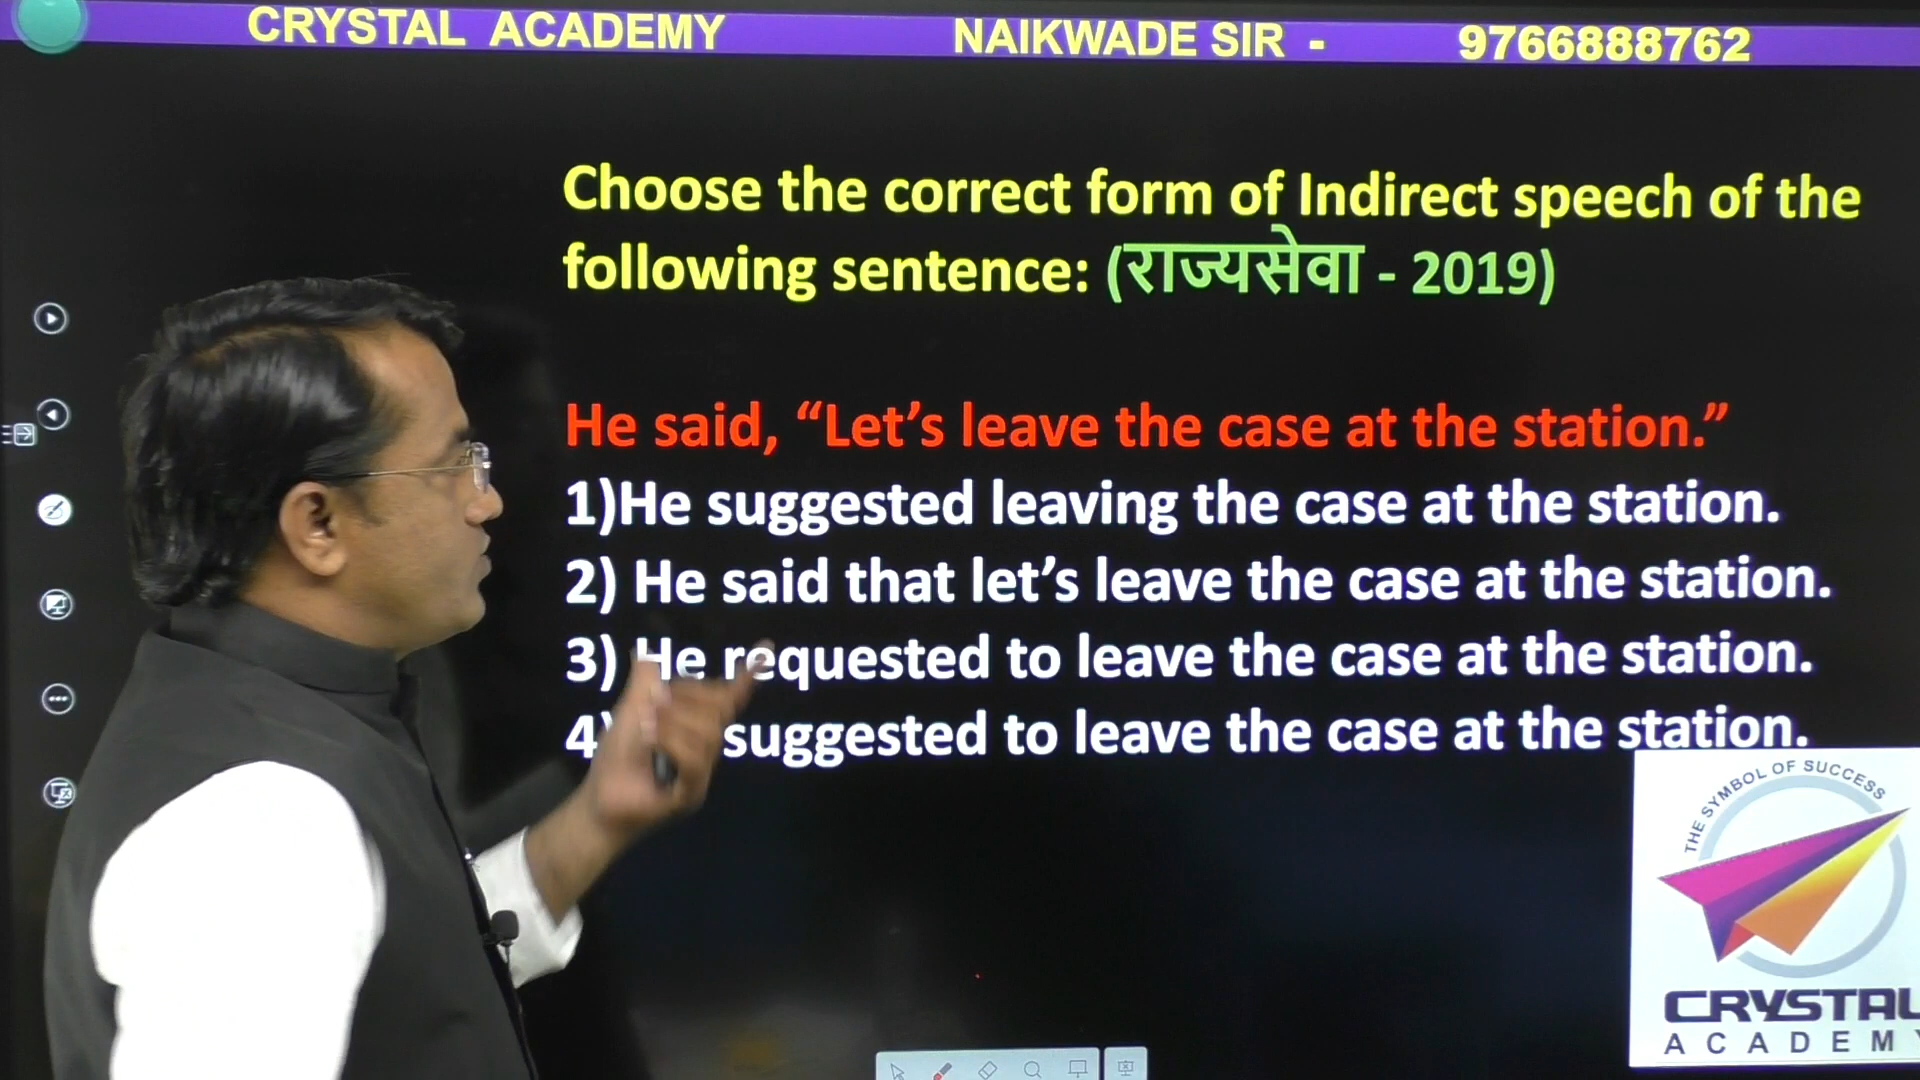 CRYSTAL ACADEMY NAIKWADE SIR - 9766888762
Choose the correct form of Indirect speech of the
following sentence: (राज्यसेवा - 2019)
He said, “Let’s leave the case at the station.”
1)He suggested leaving the case at the station.
2) He said that let’s leave the case at the station.
3) He requested to leave the case at the station.
4) suggested to leave the case at the station.
THE SYMBOL OF SUCCESS
CRYSTAL
ACADEMY